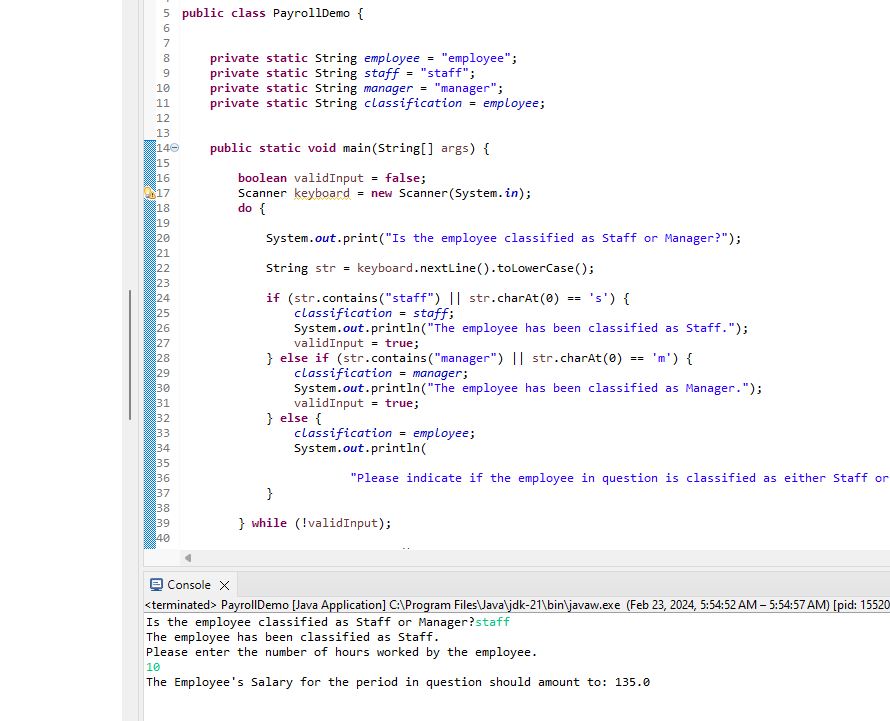 5 public class PayrollDemo {
6
7
8 private static String employee = "employee";
9 private static String staff = "staff";
10 private static String manager = "manager";
11 private static String classification = employee;
12
13
14 public static void main(String[] args) {
15
16 boolean validInput = false;
17 Scanner keyboard = new Scanner(System.in);
18 do {
19
20 System.out.print("Is the employee classified as Staff or Manager?");
21
22 String str = keyboard.nextLine().toLowerCase();
23
24 if (str.contains("staff") || str.charAt(0) == 's') {
25 classification = staff;
26 System.out.println("The employee has been classified as Staff.");
27 validInput = true;
28 } else if (str.contains("manager") || str.charAt(0) == 'm') {
29 classification = manager;
30 System.out.println("The employee has been classified as Manager.");
31 validInput = true;
32 } else {
33 classification = employee;
34 System.out.println(
35
36 "Please indicate if the employee in question is classified as either Staff or
37 }
38
39 } while (!validInput);
40
Console
<terminated> PayrollDemo [Java Application] C:\Program Files\Java\jdk-21\bin\javaw.exe (Feb 23, 2024, 5:54:52 AM – 5:54:57 AM) [pid: 15520
Is the employee classified as Staff or Manager?staff
The employee has been classified as Staff.
Please enter the number of hours worked by the employee.
10
The Employee's Salary for the period in question should amount to: 135.0